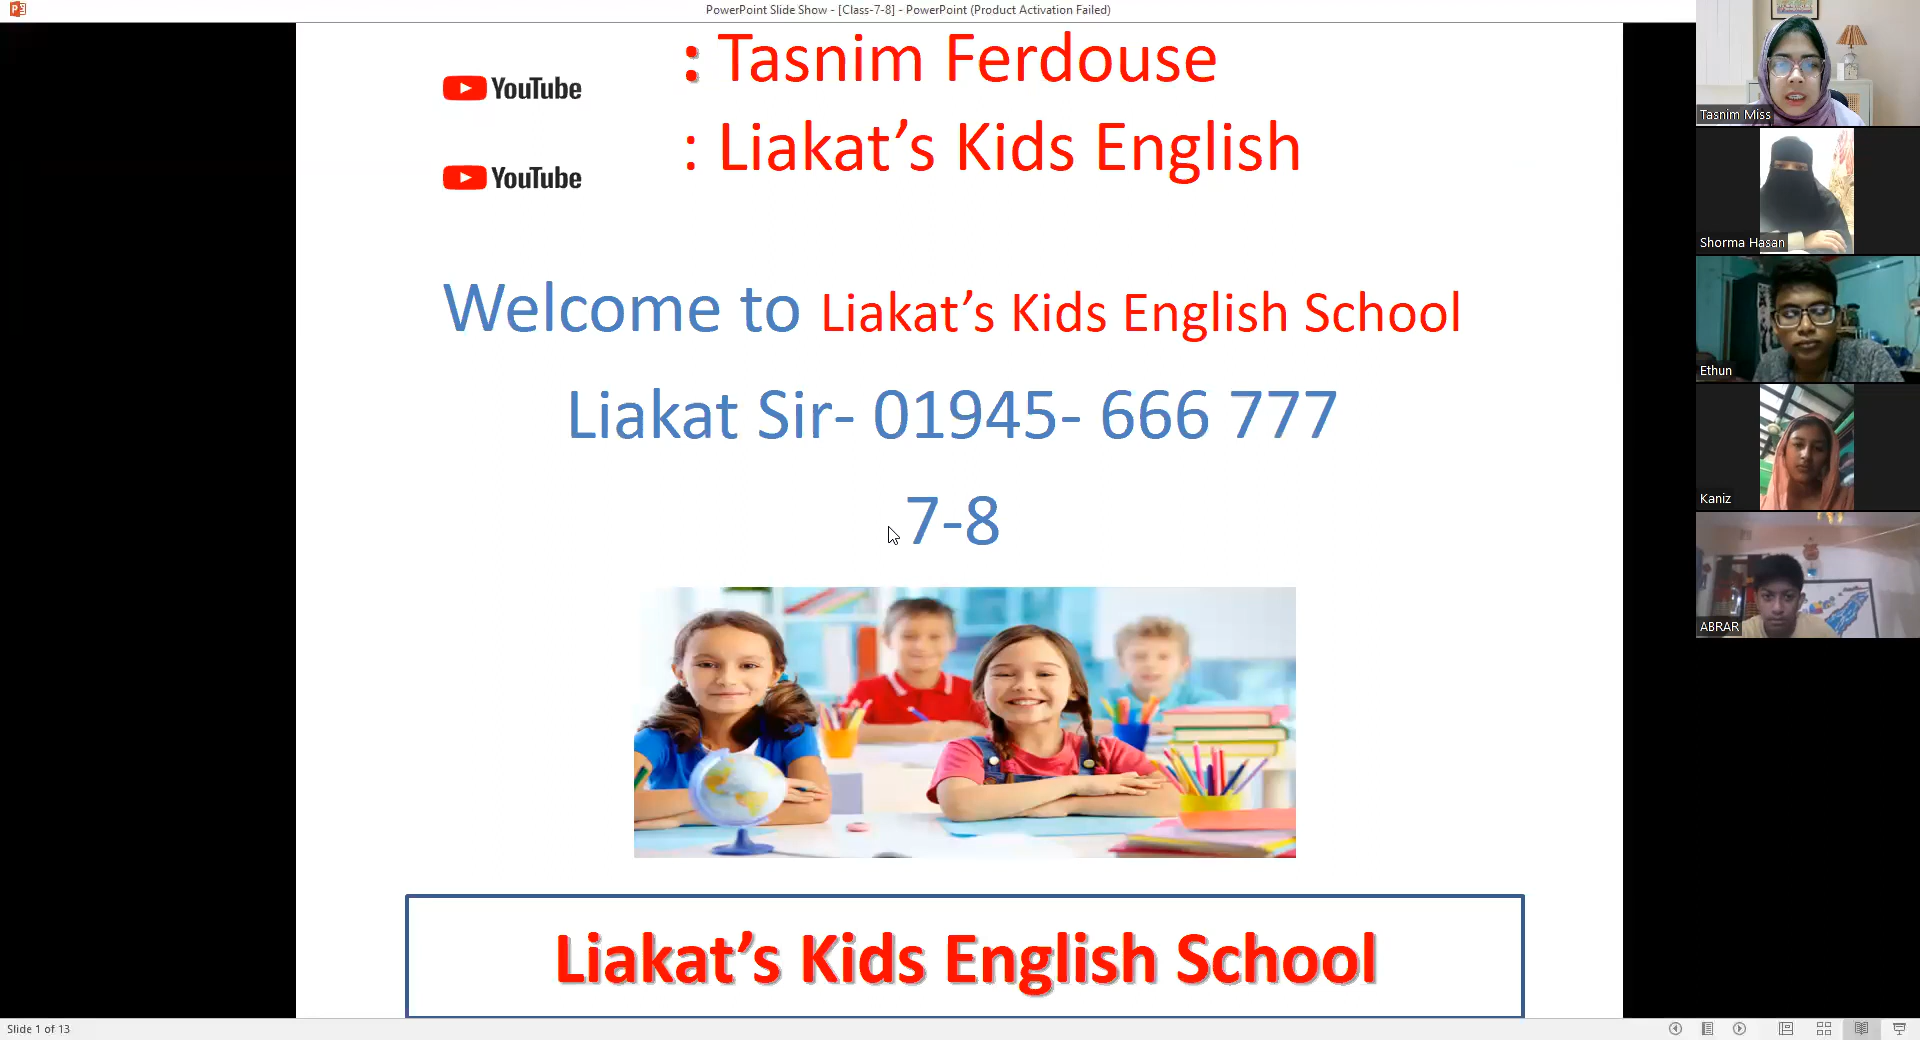 PowerPoint Slide Show - [Class-7-8] - PowerPoint (Product Activation Failed)
YouTube : Tasnim Ferdouse
YouTube : Liakat’s Kids English
Welcome to Liakat’s Kids English School
Liakat Sir- 01945- 666 777
7-8
Liakat’s Kids English School
Tasnim Miss
Shorma Hasan
Ethun
Kaniz
ABRAR
Slide 1 of 13